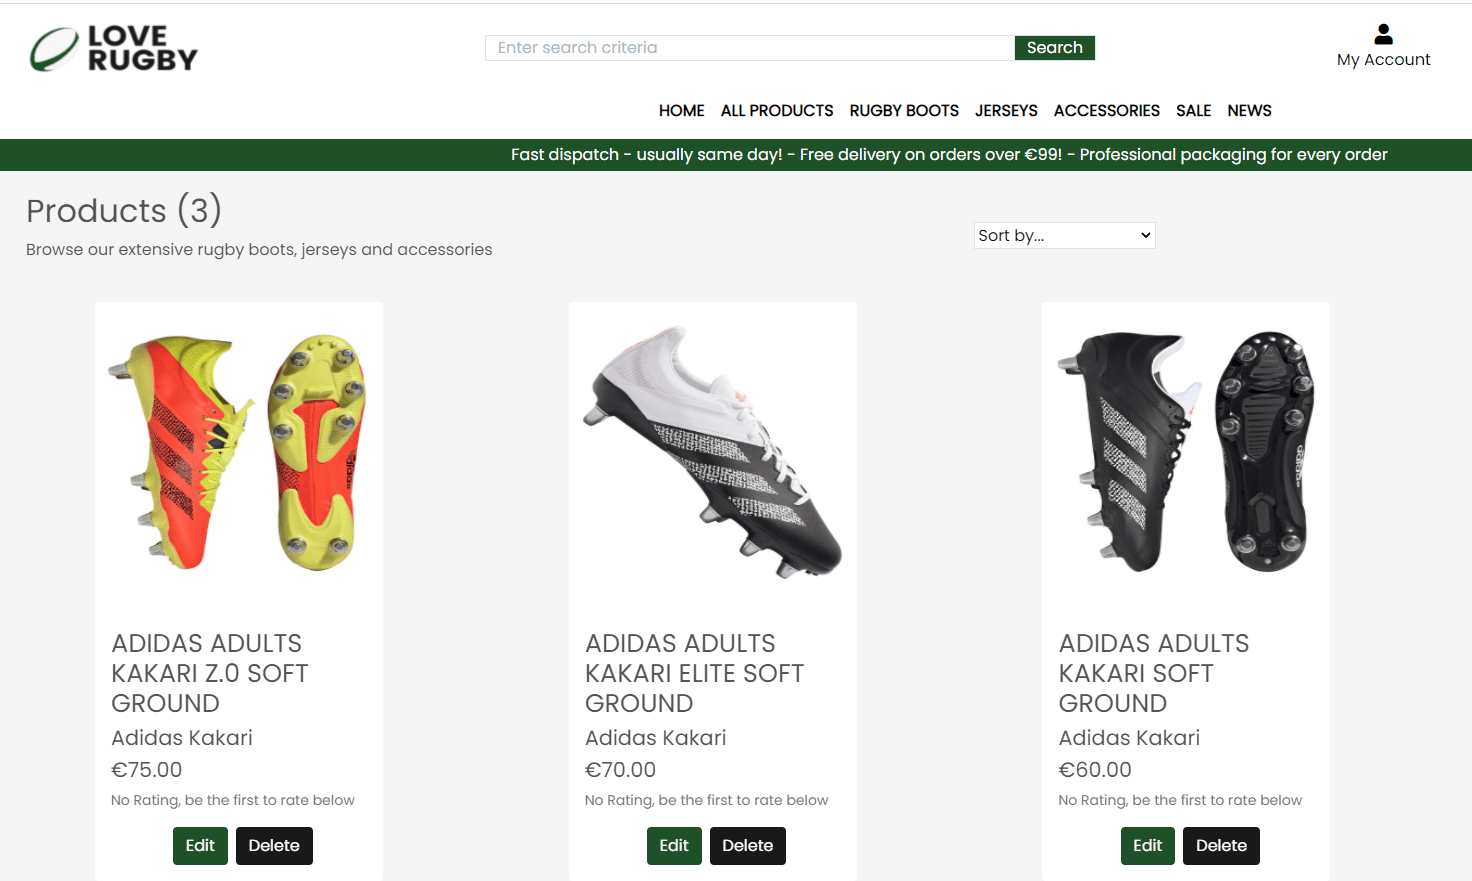 LOVE
RUGBY
Enter search criteria
Search
My Account
HOME ALL PRODUCTS RUGBY BOOTS JERSEYS ACCESSORIES SALE NEWS
Fast dispatch - usually same day! - Free delivery on orders over €99! - Professional packaging for every order
Products (3)
Browse our extensive rugby boots, jerseys and accessories
Sort by...
adidas
adidas
ADIDAS ADULTS
KAKARI Z.0 SOFT
GROUND
Adidas Kakari
€75.00
No Rating, be the first to rate below
Edit Delete
ADIDAS ADULTS
KAKARI ELITE SOFT
GROUND
Adidas Kakari
€70.00
No Rating, be the first to rate below
Edit Delete
ADIDAS ADULTS
KAKARI SOFT
GROUND
Adidas Kakari
€60.00
No Rating, be the first to rate below
Edit Delete